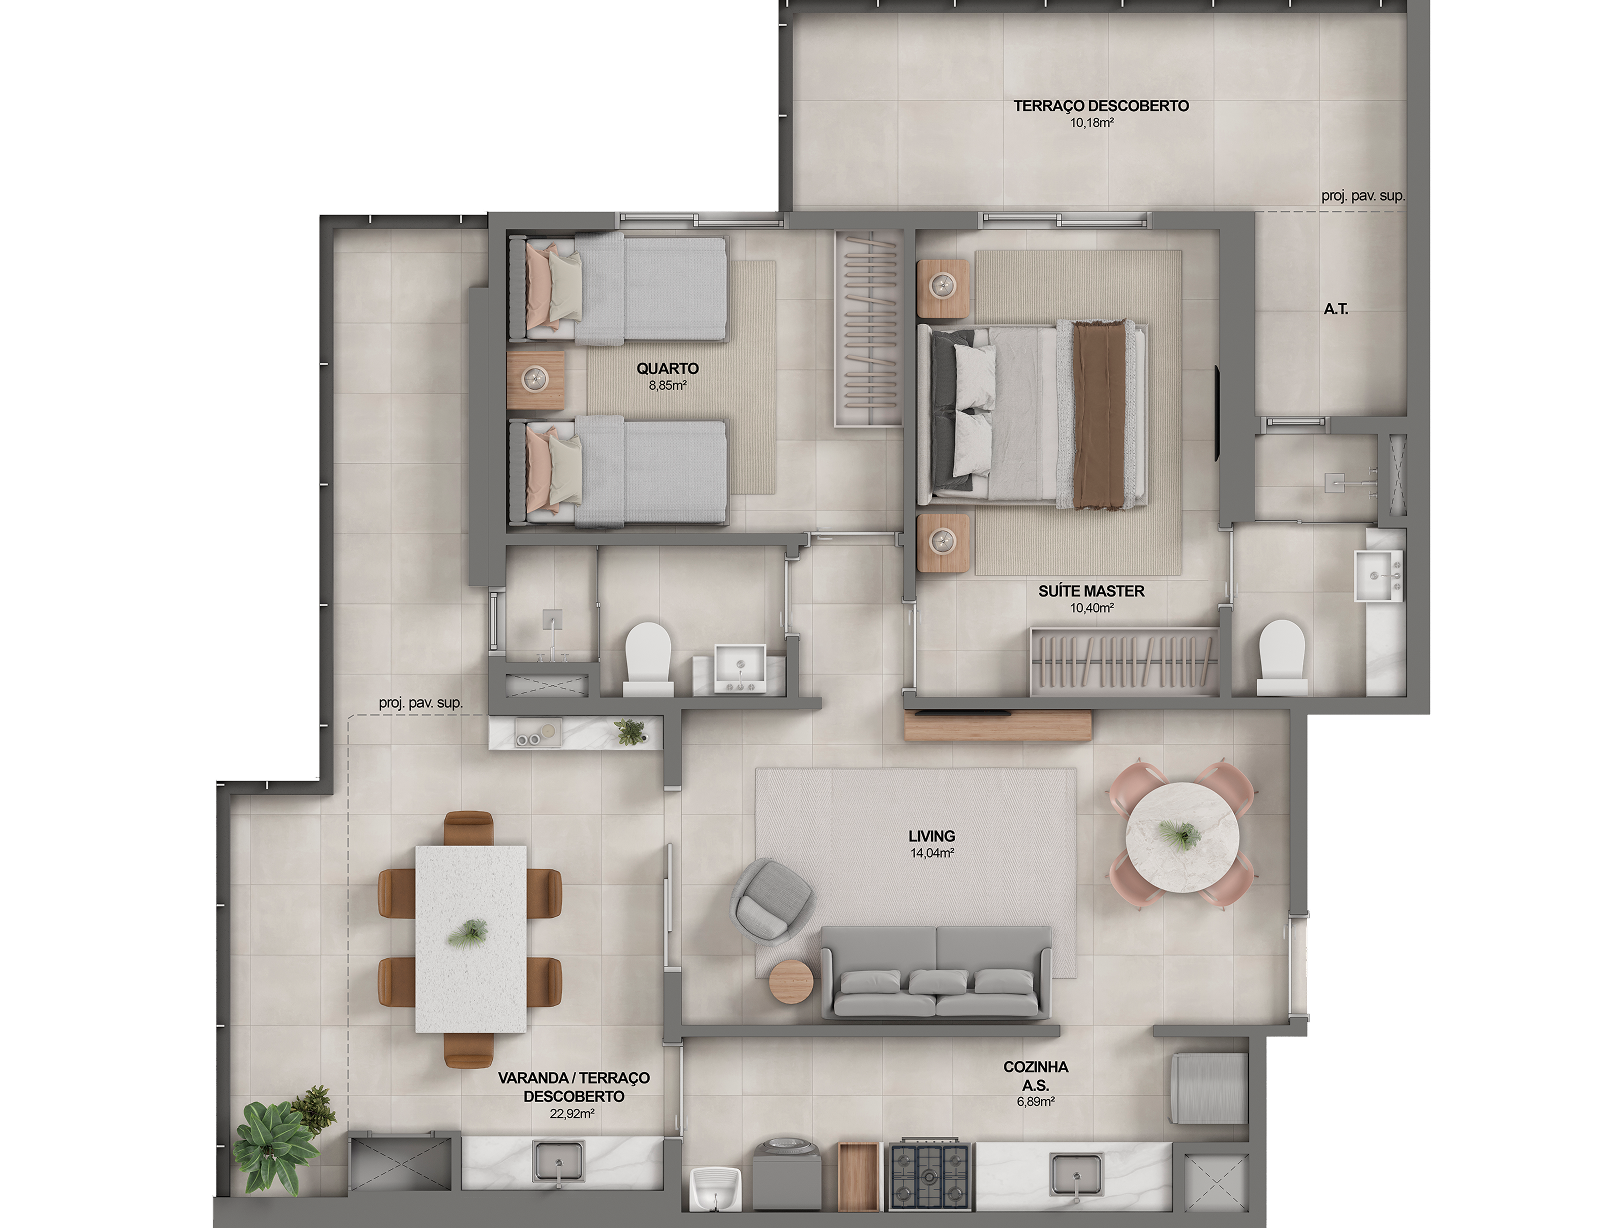 TERRAÇO DESCOBERTO
10,18m²
proj. pav. sup.
A.T.
QUARTO
8,85m²
SUÍTE MASTER
10,40m²
proj. pav. sup.
LIVING
14,04m²
VARANDA / TERRAÇO
DESCOBERTO
22,92m²
COZINHA
A.S.
6,89m²